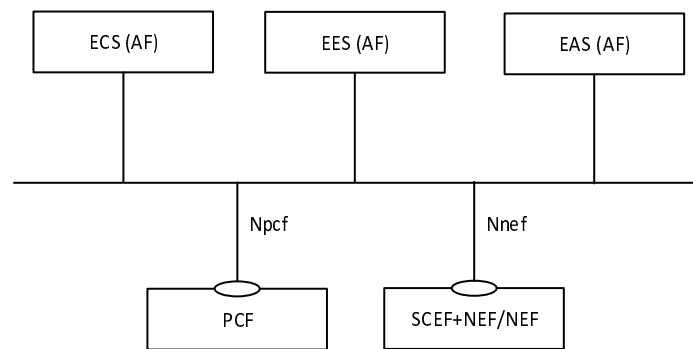 ECS (AF)
EES (AF)
EAS (AF)
Npcf
Nnef
PCF
SCEF+NEF/NEF